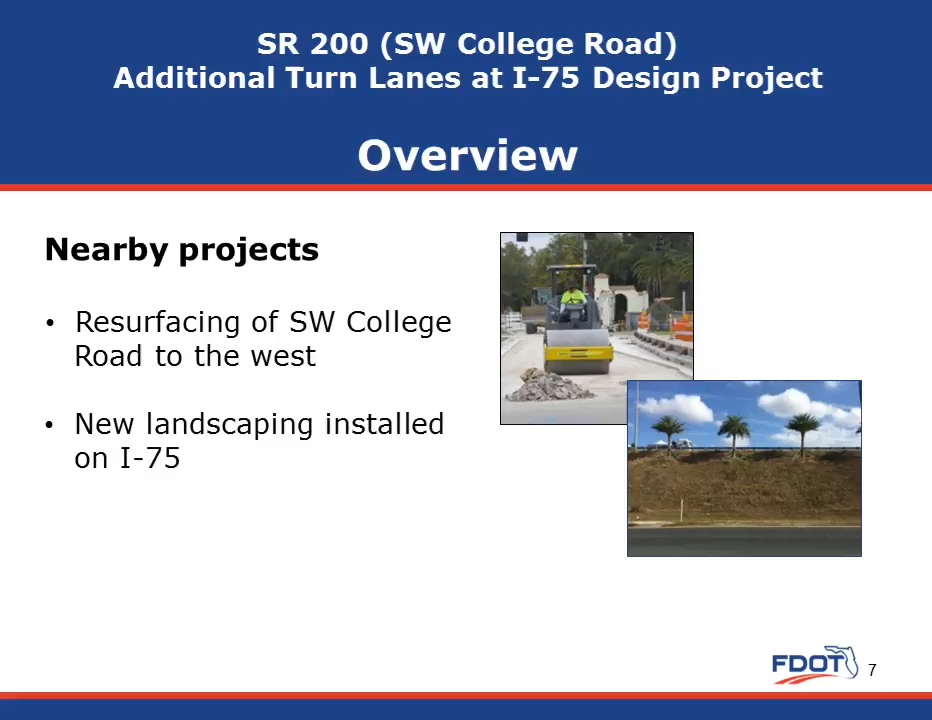 SR 200 (SW College Road)
Additional Turn Lanes at I-75 Design Project
Overview
Nearby projects
• Resurfacing of SW College
Road to the west
• New landscaping installed
on I-75
FDOT
7